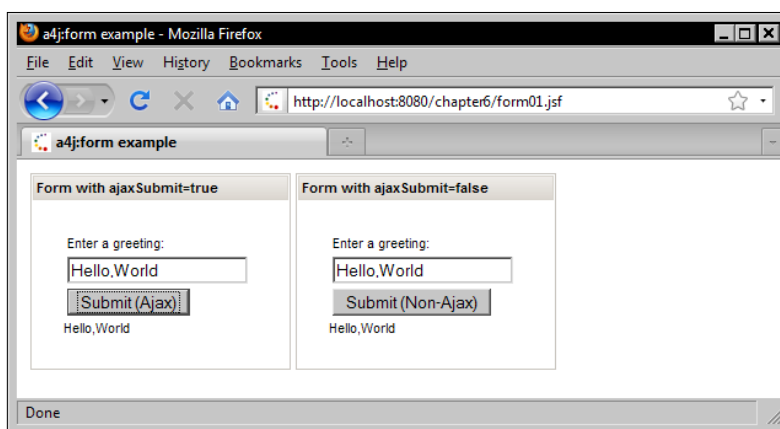 a4j:form example - Mozilla Firefox
File Edit View History Bookmarks Tools Help
http://localhost:8080/chapter6/form01.jsf
a4j:form example
Form with ajaxSubmit=true
Enter a greeting:
Hello,World
Submit (Ajax)
Hello,World
Form with ajaxSubmit=false
Enter a greeting:
Hello,World
Submit (Non-Ajax)
Hello,World
Done